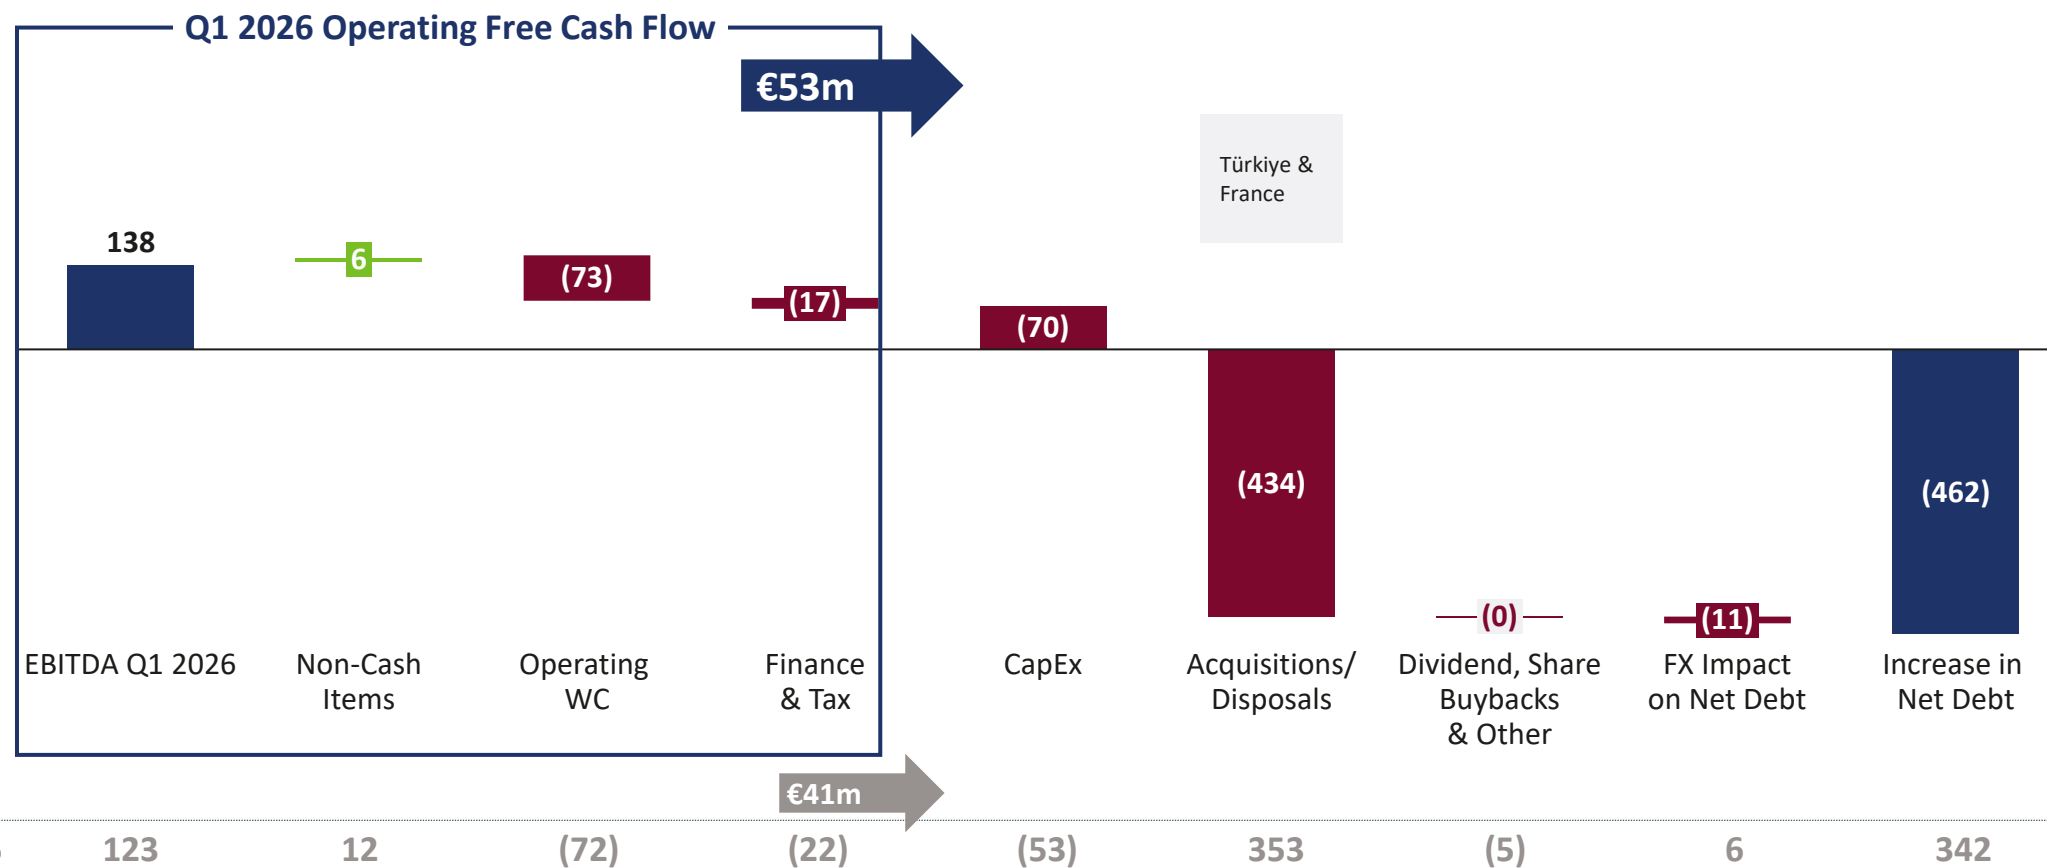 Q1 2026 Operating Free Cash Flow
€53m
Türkiye &
France
138
6
(73)
(17)
(70)
(434)
(0)
(11)
(462)
EBITDA Q1 2026
Non-Cash
Items
Operating
WC
Finance
& Tax
CapEx
Acquisitions/
Disposals
Dividend, Share
Buybacks
& Other
FX Impact
on Net Debt
Increase in
Net Debt
€41m
123 12 (72) (22) (53) 353 (5) 6 342